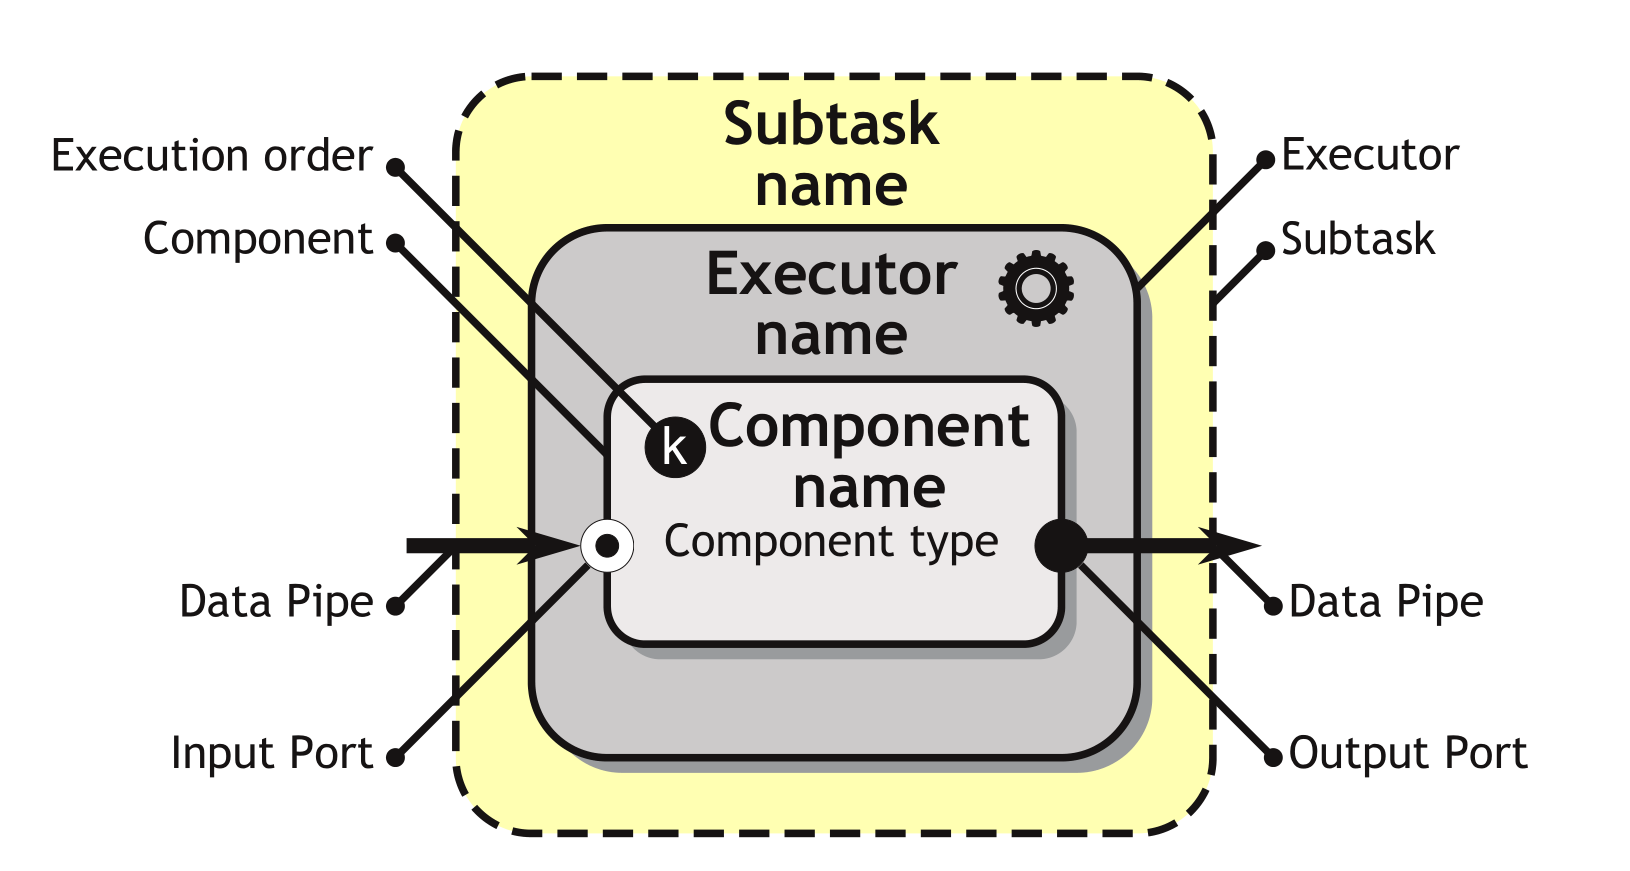 Subtask
name
Execution order
Executor
Component
Subtask
Executor
name
k
Component
name
Component type
Data Pipe
Data Pipe
Input Port
Output Port